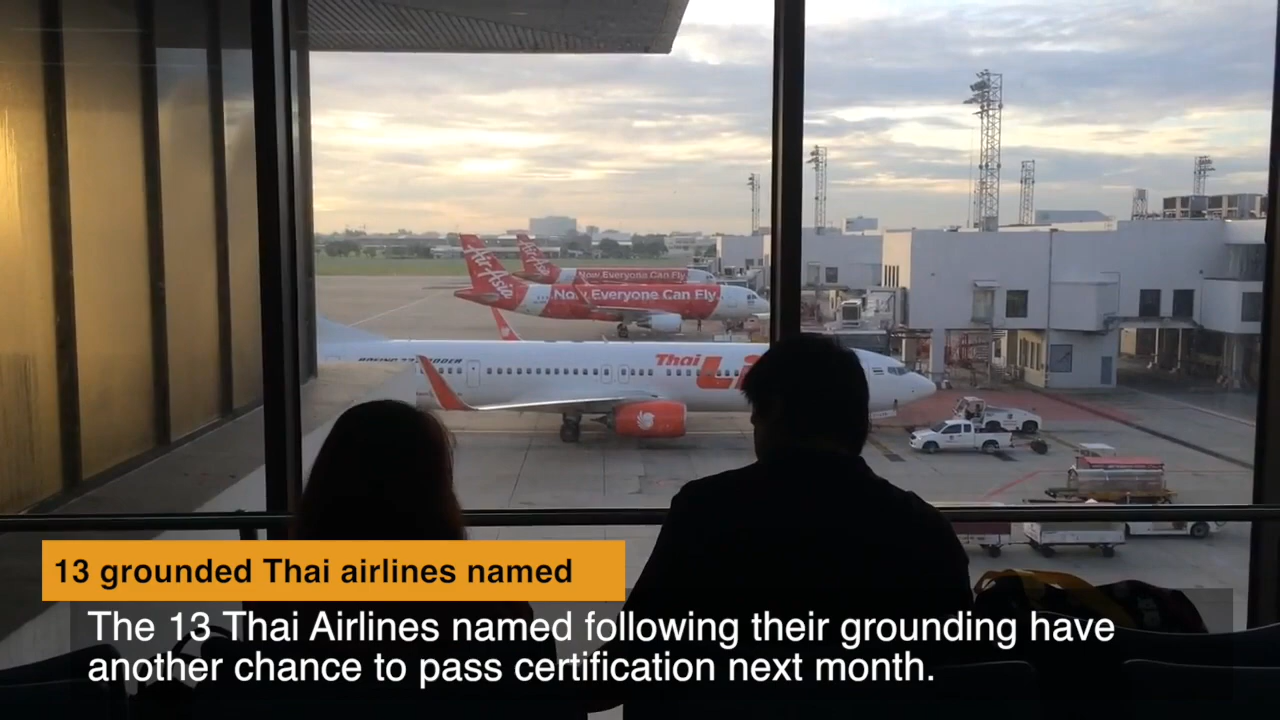 AirAsia
AirAsia
Now Everyone Can Fly
Now Everyone Can Fly
Thai
13 grounded Thai airlines named
The 13 Thai Airlines named following their grounding have
another chance to pass certification next month.